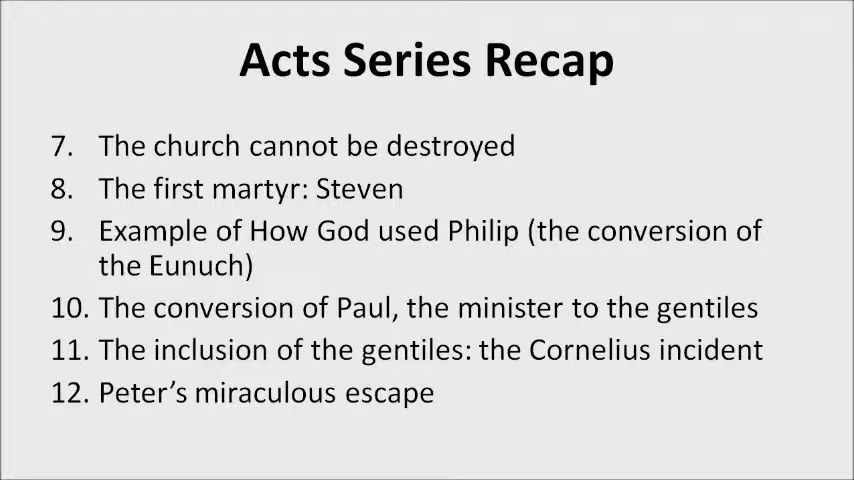 Acts Series Recap
7. The church cannot be destroyed
8. The first martyr: Steven
9. Example of How God used Philip (the conversion of
the Eunuch)
10. The conversion of Paul, the minister to the gentiles
11. The inclusion of the gentiles: the Cornelius incident
12. Peter’s miraculous escape